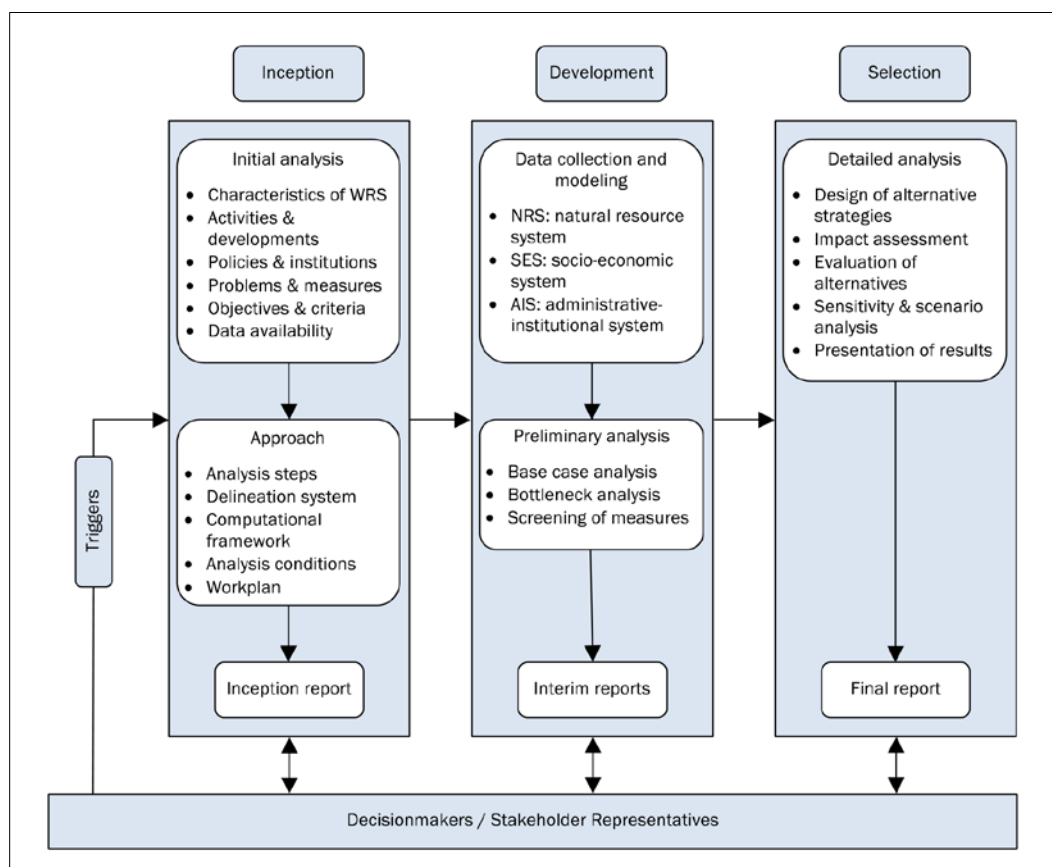 Inception
Development
Selection
Initial analysis
• Characteristics of WRS
• Activities &
developments
• Policies & institutions
• Problems & measures
• Objectives & criteria
• Data availability
Data collection and
modeling
• NRS: natural resource
system
• SES: socio-economic
system
• AIS: administrative-
institutional system
Detailed analysis
• Design of alternative
strategies
• Impact assessment
• Evaluation of
alternatives
• Sensitivity & scenario
analysis
• Presentation of results
Triggers
Approach
• Analysis steps
• Delineation system
• Computational
framework
• Analysis conditions
• Workplan
Preliminary analysis
• Base case analysis
• Bottleneck analysis
• Screening of measures
Inception report
Interim reports
Final report
Decisionmakers / Stakeholder Representatives